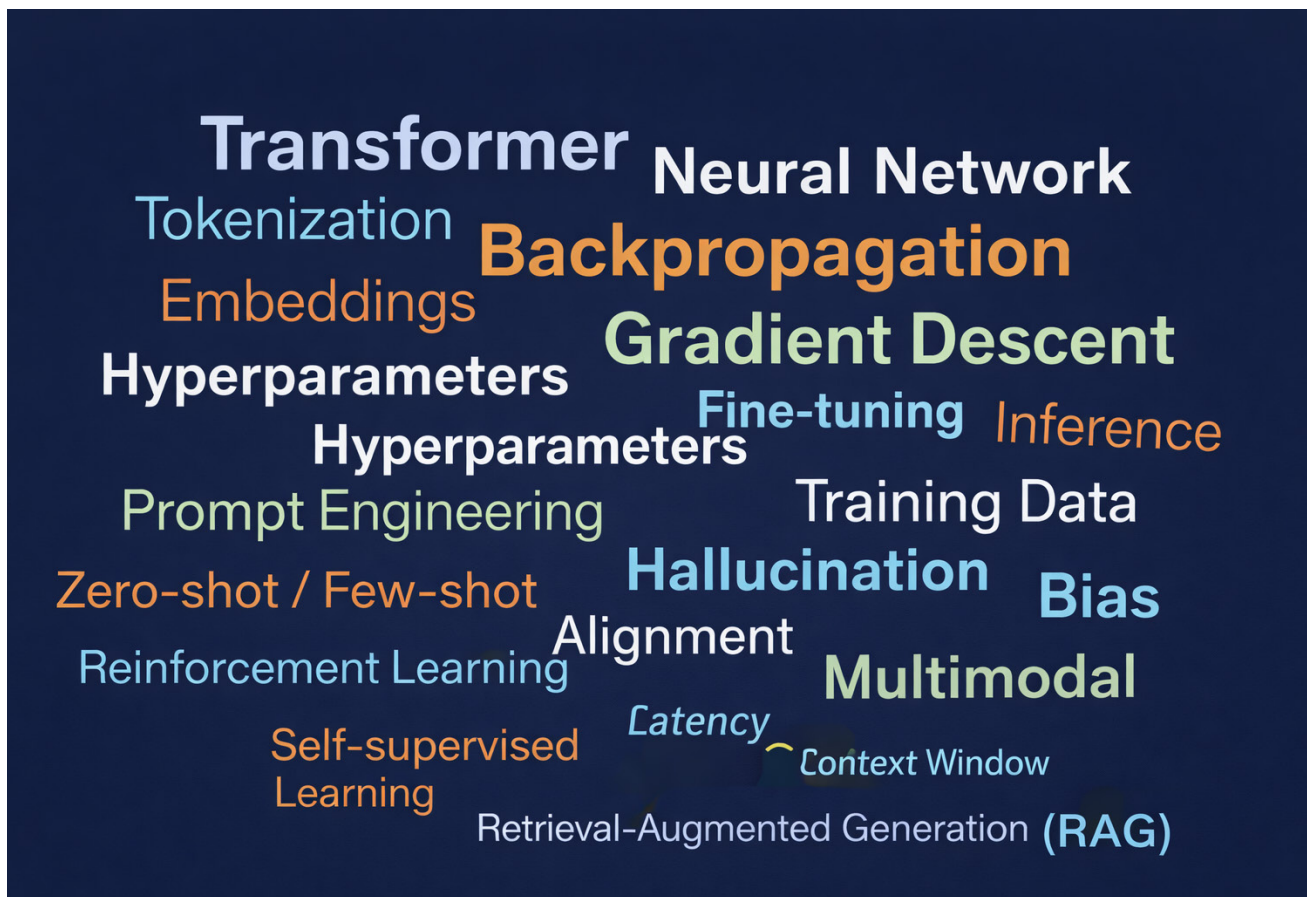 Transformer
Neural Network
Tokenization
Backpropagation
Embeddings
Gradient Descent
Hyperparameters
Fine-tuning
Inference
Hyperparameters
Training Data
Prompt Engineering
Hallucination
Zero-shot / Few-shot
Bias
Alignment
Reinforcement Learning
Multimodal
Latency
Self-supervised
Learning
Context Window
Retrieval-Augmented Generation (RAG)